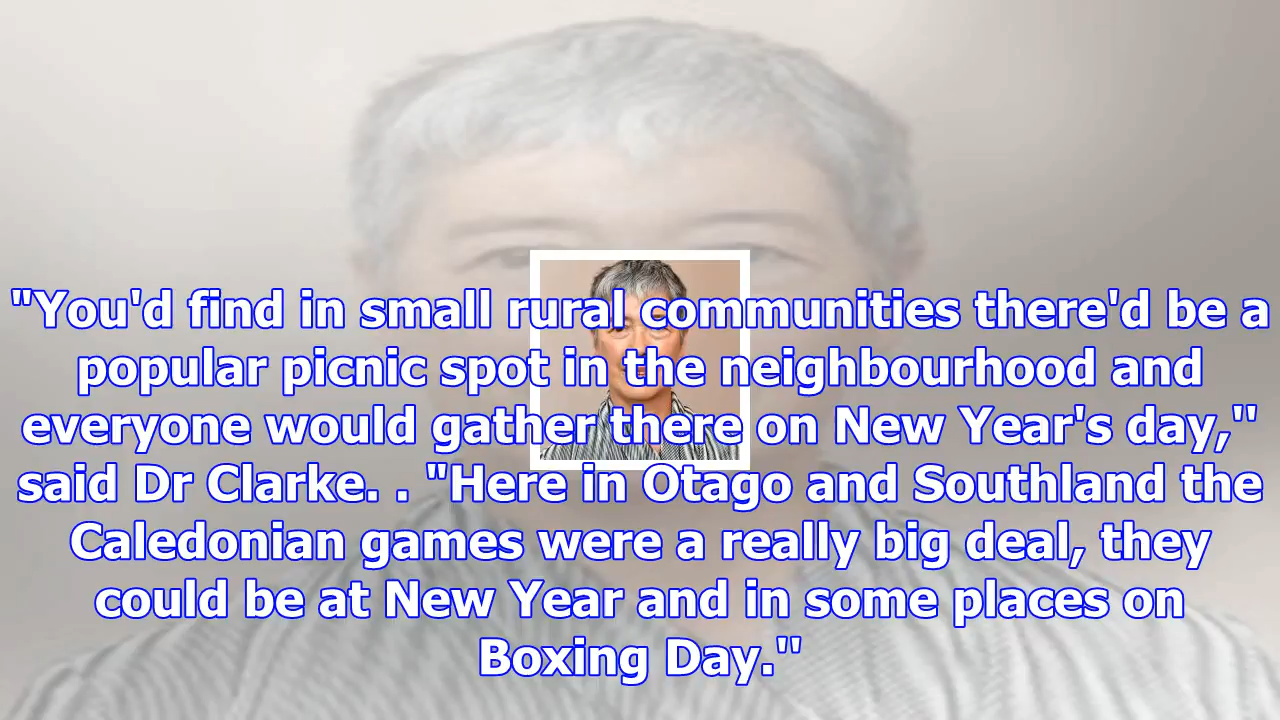 "You'd find in small rural communities there'd be a
popular picnic spot in the neighbourhood and
everyone would gather there on New Year's day,''
said Dr Clarke. . "Here in Otago and Southland the
Caledonian games were a really big deal, they
could be at New Year and in some places on
Boxing Day.''